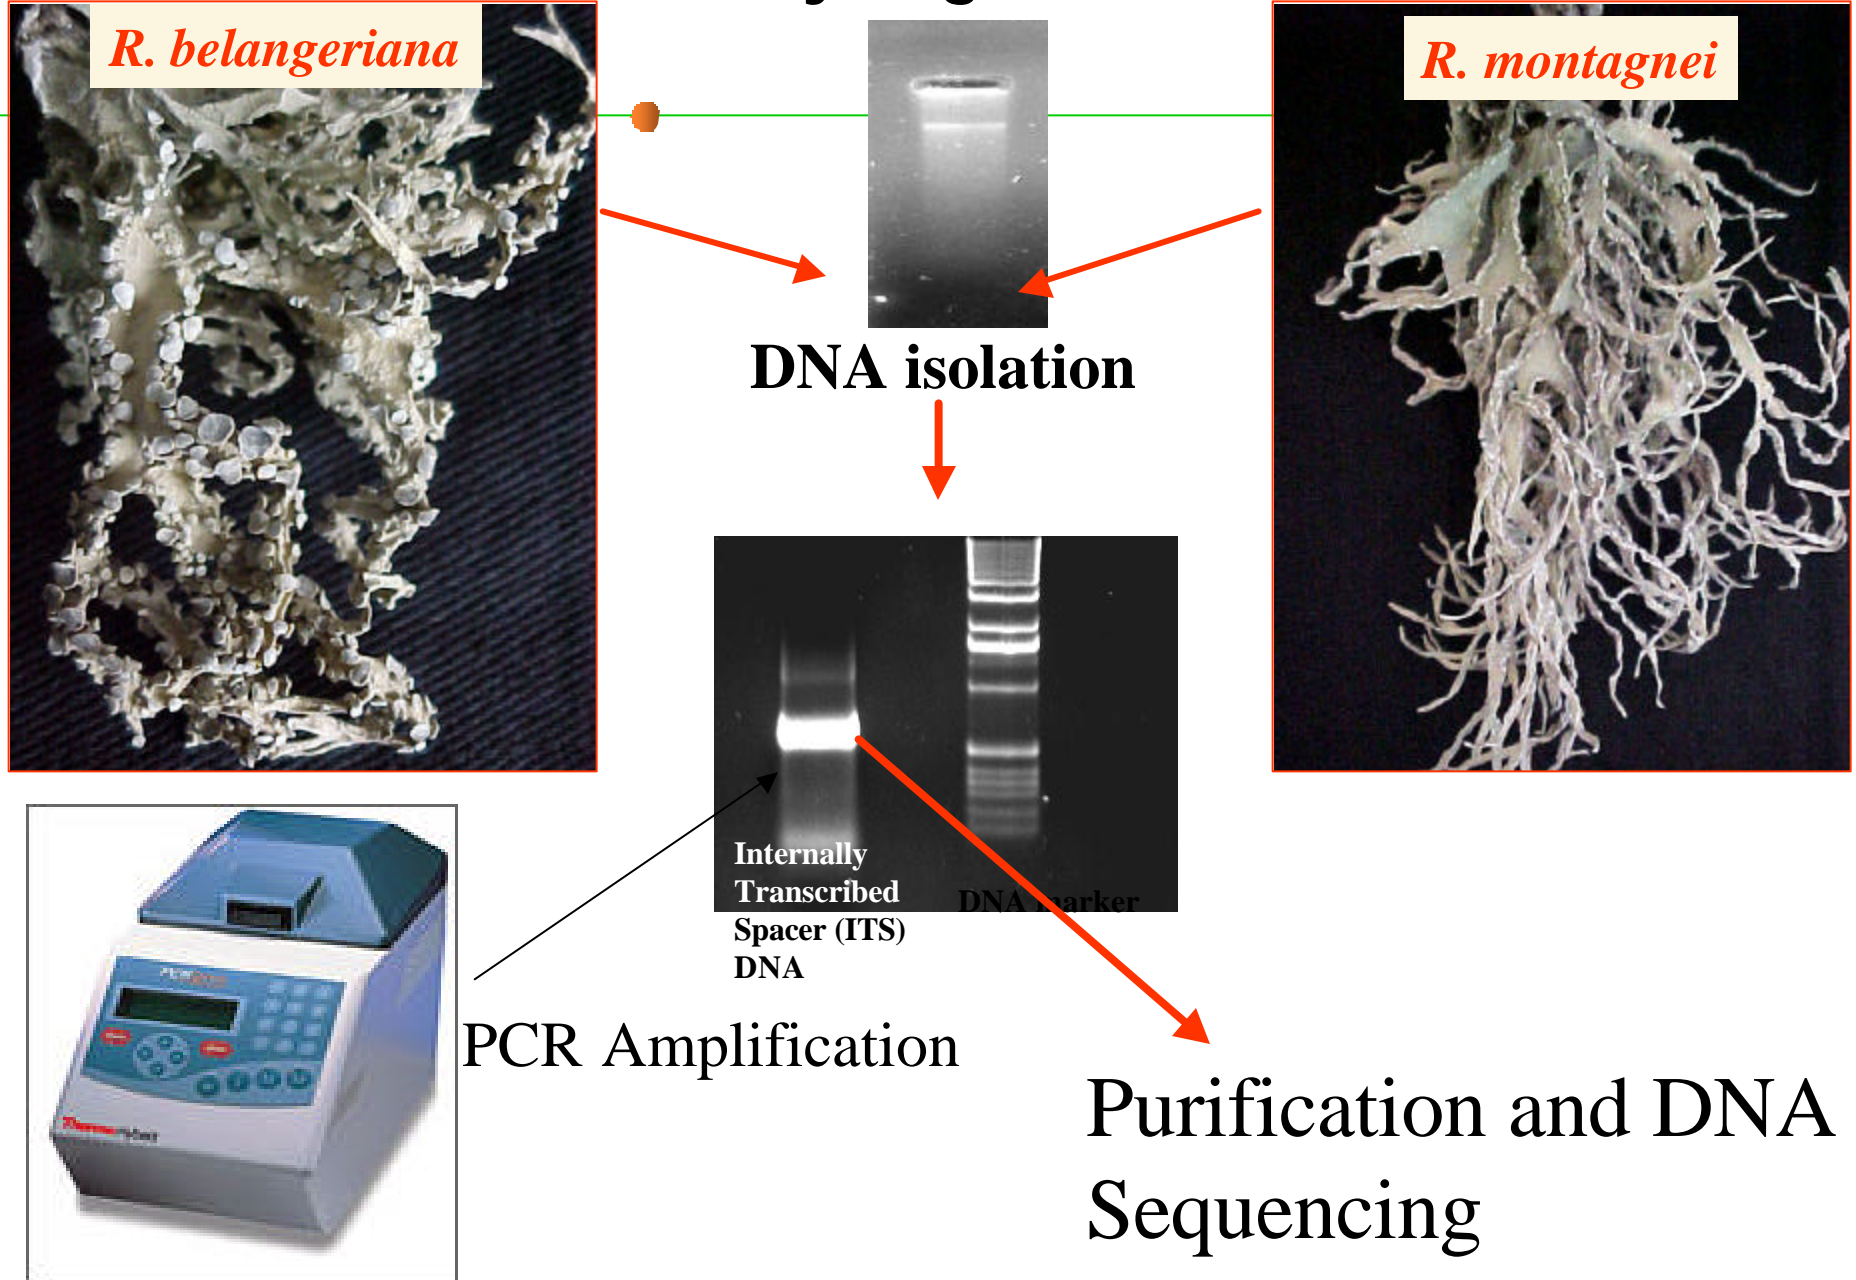 R. belangeriana
R. montagnei
DNA isolation
Internally
Transcribed
Spacer (ITS)
DNA
DNA marker
PCR Amplification
Purification and DNA
Sequencing